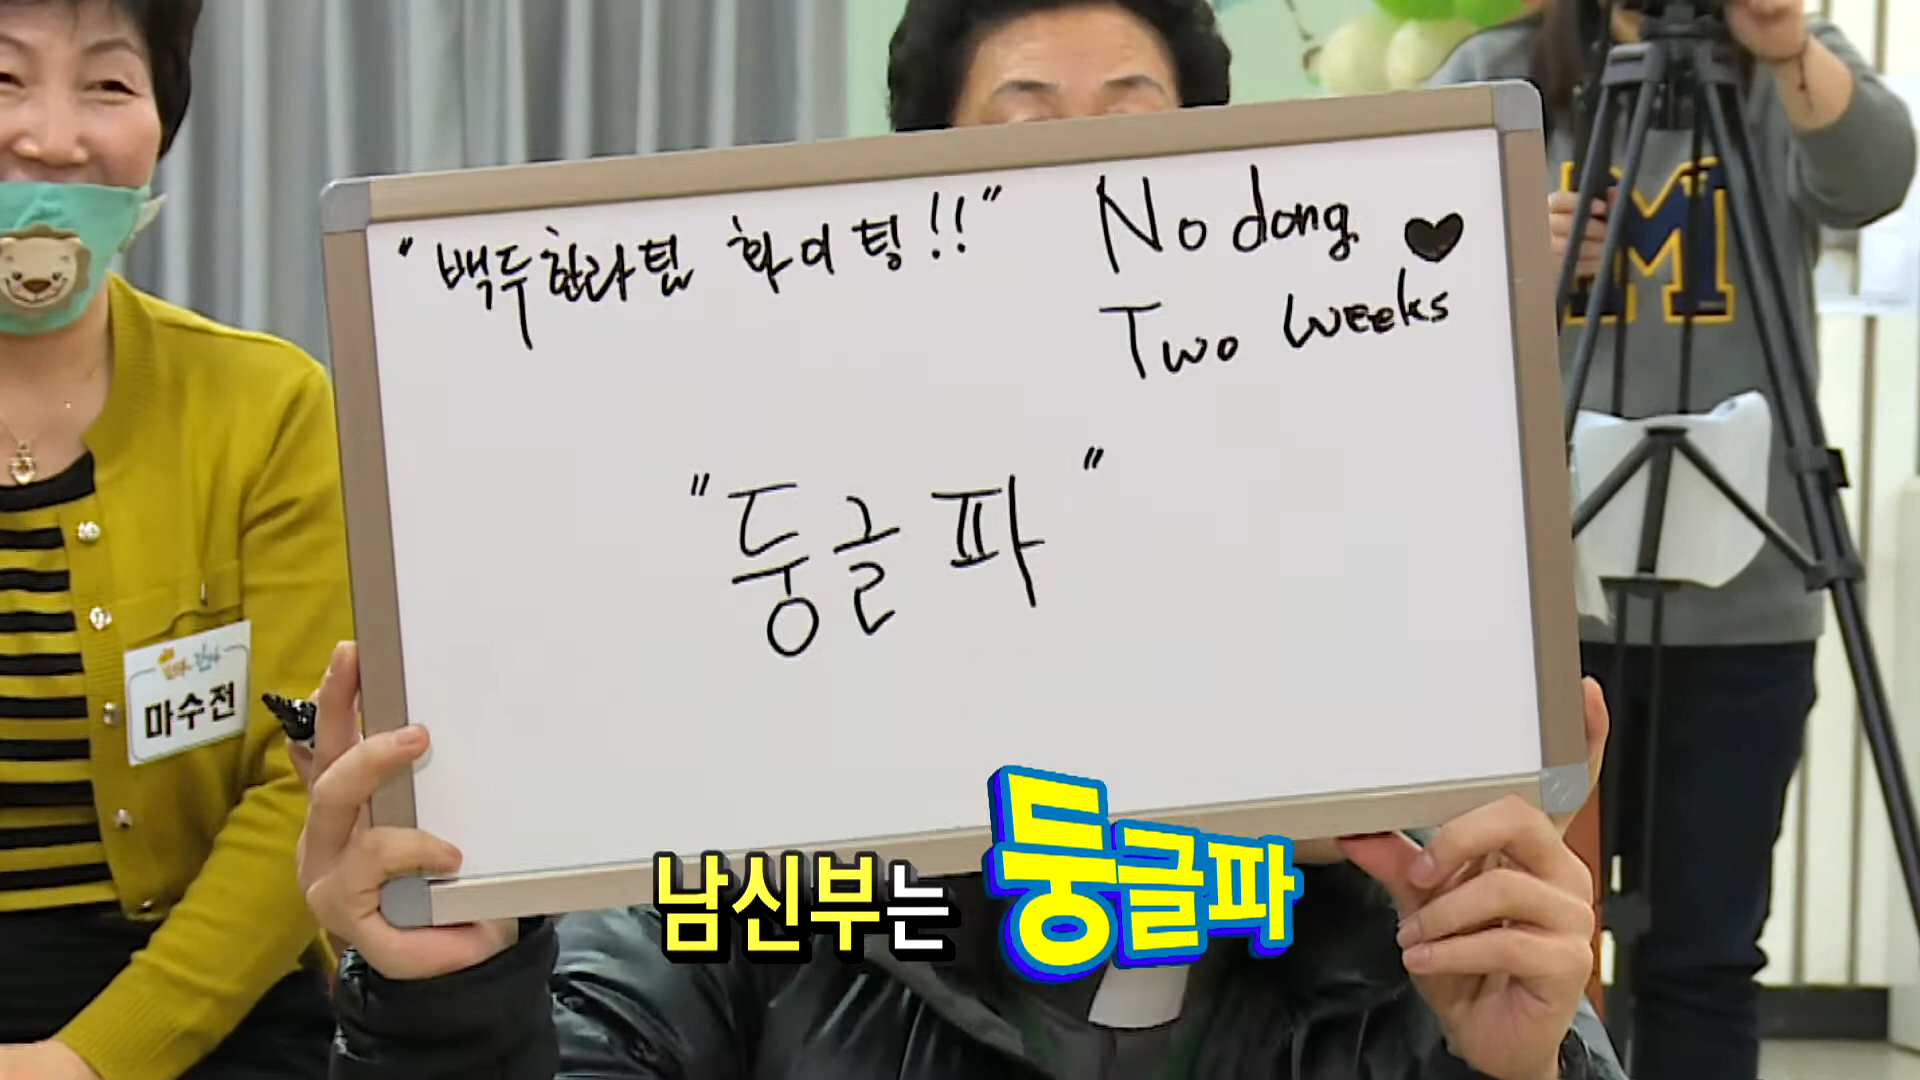 "백두한라팀 화이팅!!"
No dong ♥
Two weeks
"둥글파"
M
마수전
남신부는 둥글파